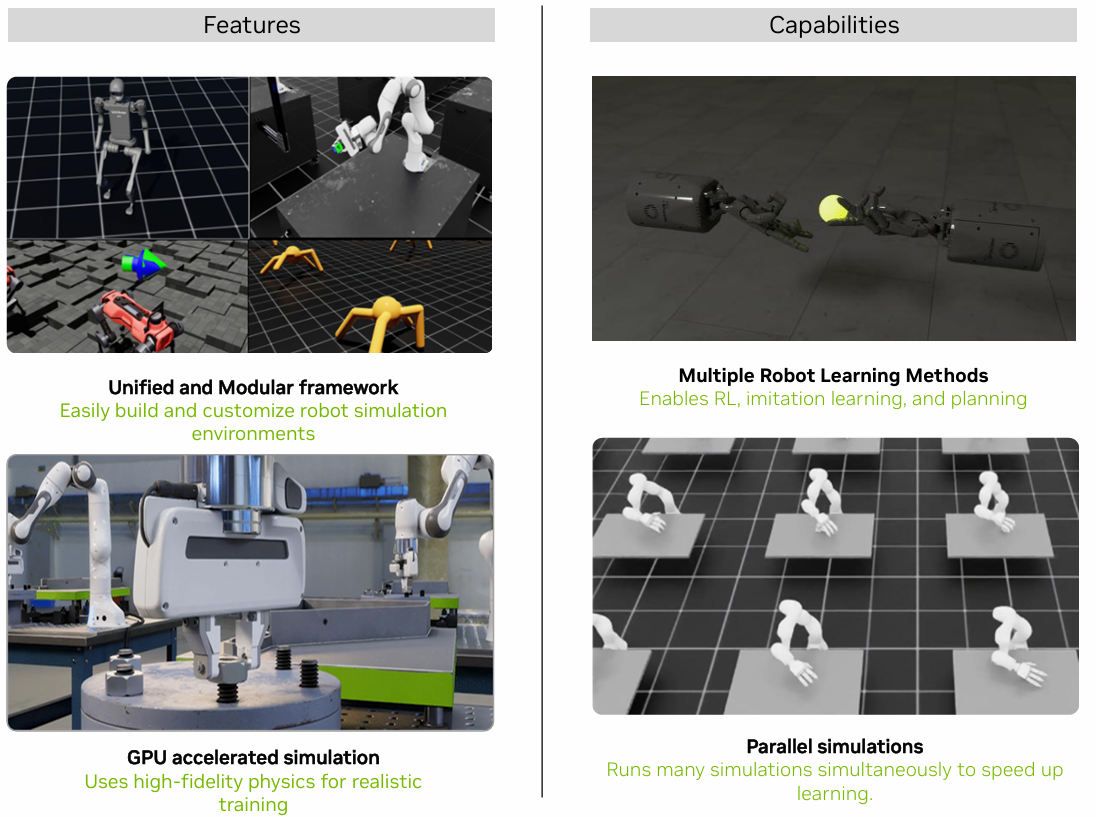 Features
Unified and Modular framework
Easily build and customize robot simulation
environments
GPU accelerated simulation
Uses high-fidelity physics for realistic
training
Capabilities
Multiple Robot Learning Methods
Enables RL, imitation learning, and planning
Parallel simulations
Runs many simulations simultaneously to speed up
learning.